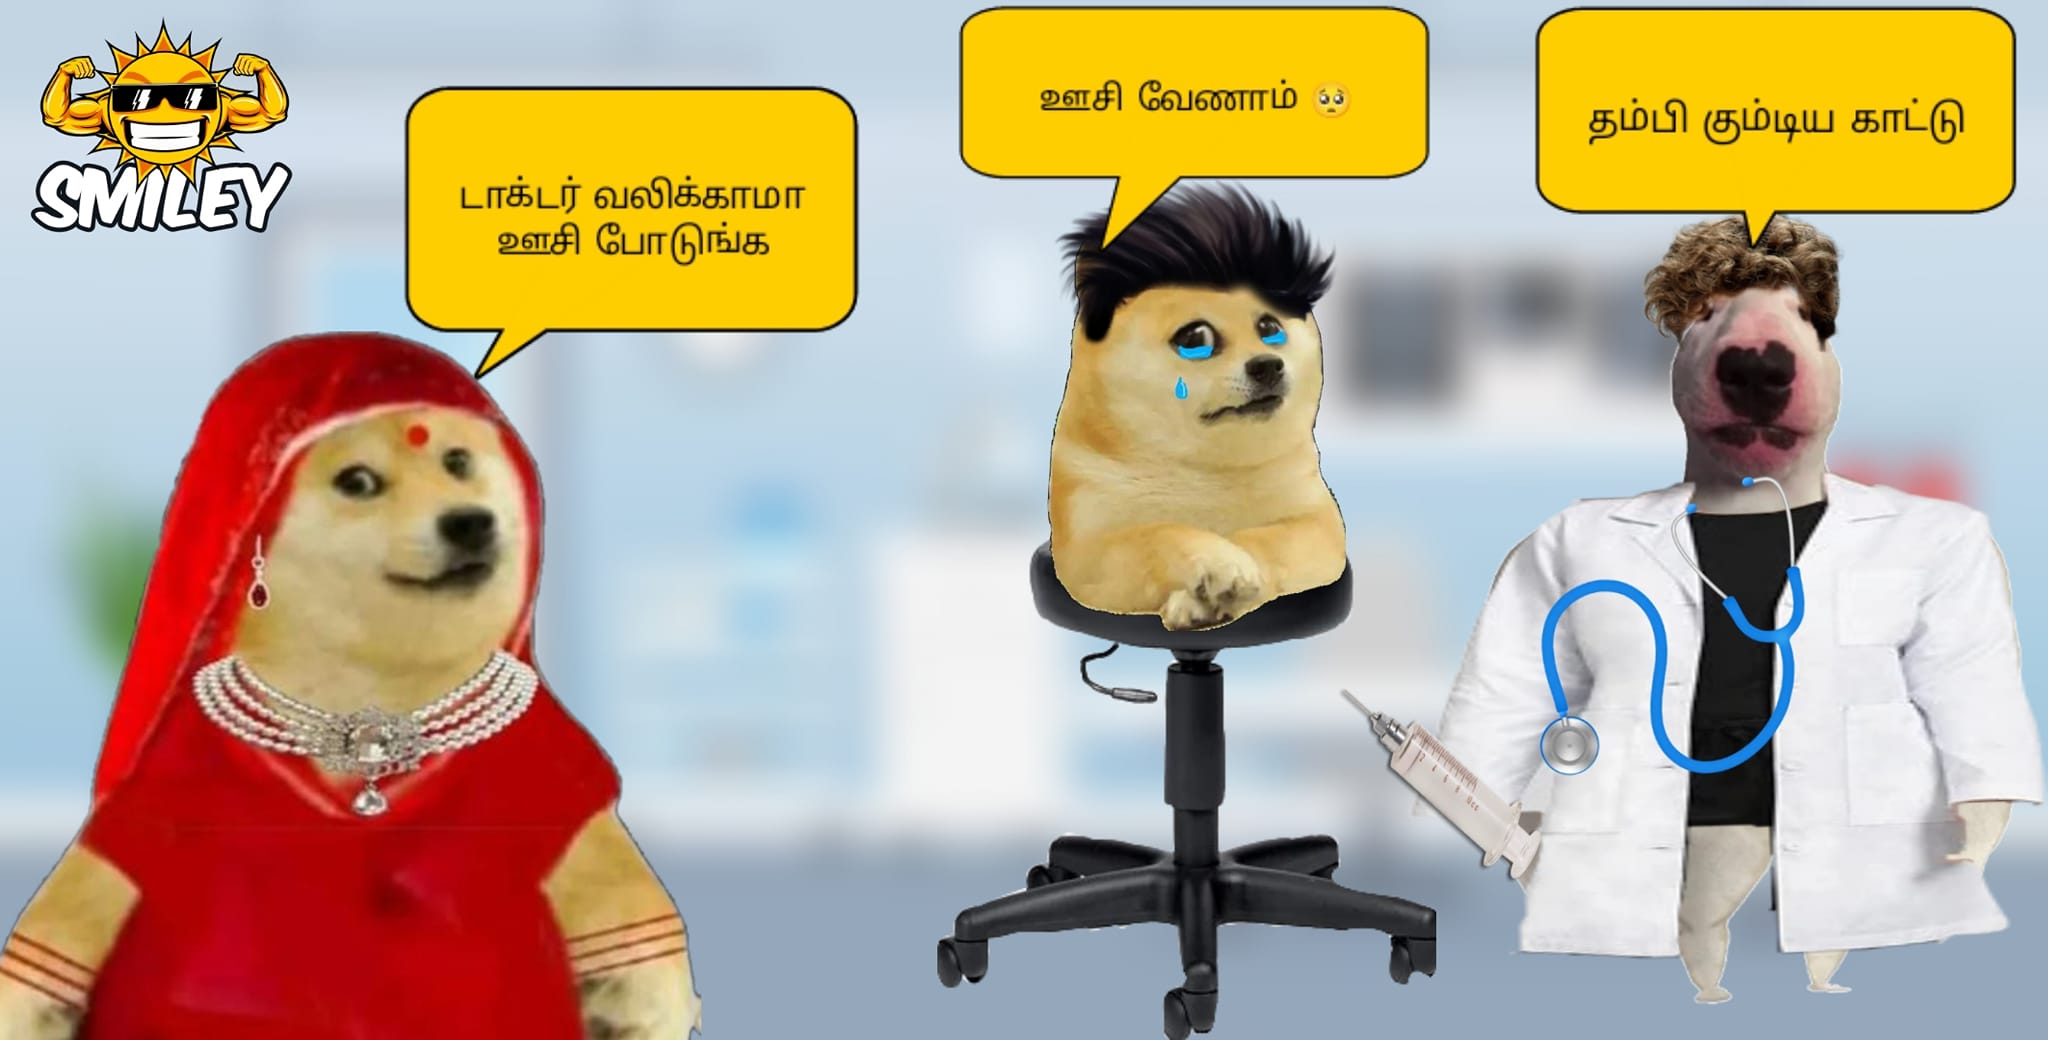 SMILEY
டாக்டர் வலிக்காமா
ஊசி போடுங்க
ஊசி வேணாம் 🥺
தம்பி கும்டிய காட்டு